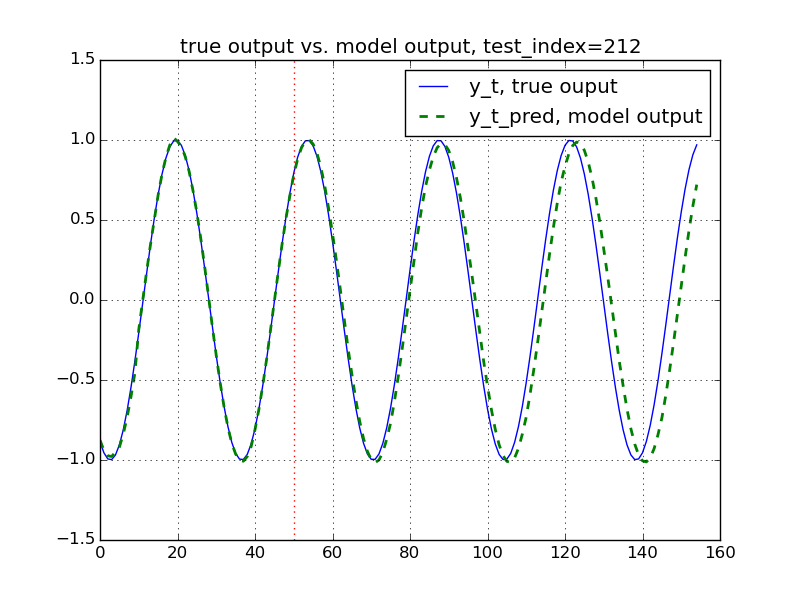 true output vs. model output, test_index=212
y_t, true ouput
y_t_pred, model output
1.5
1.0
0.5
0.0
−0.5
−1.0
−1.5
0 20 40 60 80 100 120 140 160